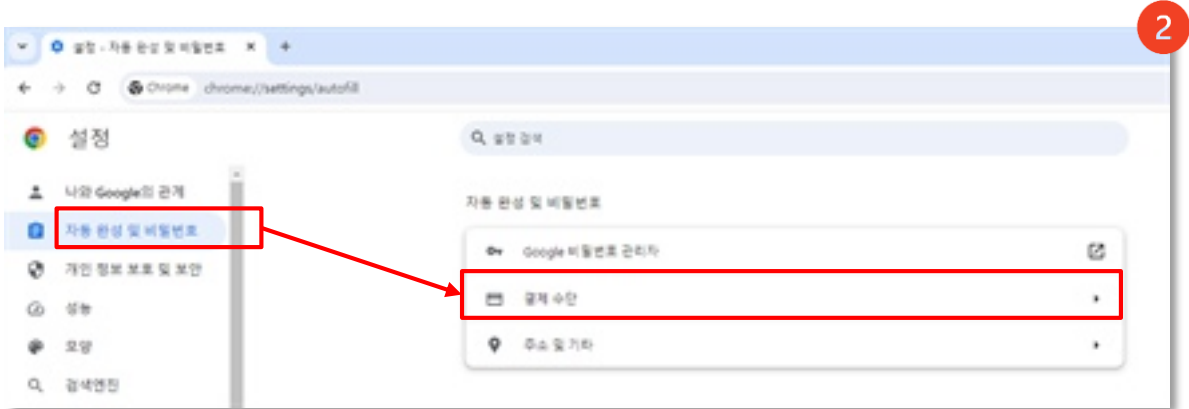 2
설정 - 자동 완성 및 비밀번호
Chrome chrome://settings/autofill
설정
설정 검색
나와 Google의 관계
자동 완성 및 비밀번호
개인 정보 보호 및 보안
성능
모양
검색엔진
자동 완성 및 비밀번호
Google 비밀번호 관리자
결제 수단
주소 및 기타